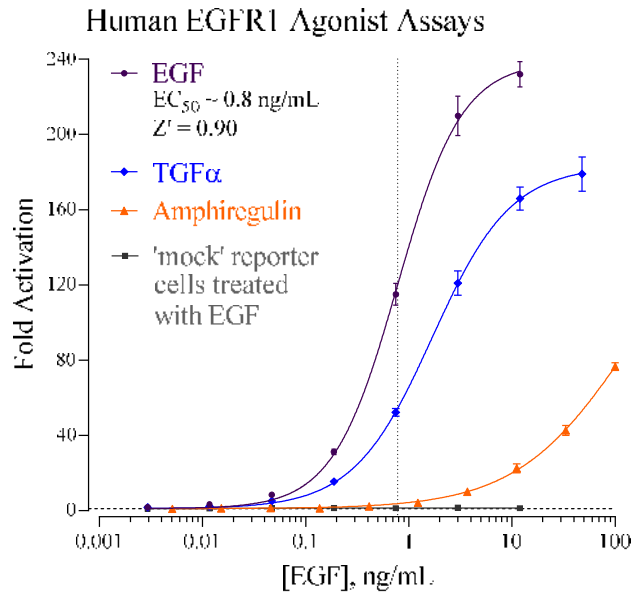 Human EGFR1 Agonist Assays
240
200
160
120
80
40
0
Fold Activation
EGF
EC50 ~ 0.8 ng/mL
Z' = 0.90
TGFα
Amphiregulin
'mock' reporter
cells treated
with EGF
0.001
0.01
0.1
1
10
100
[EGF], ng/mL